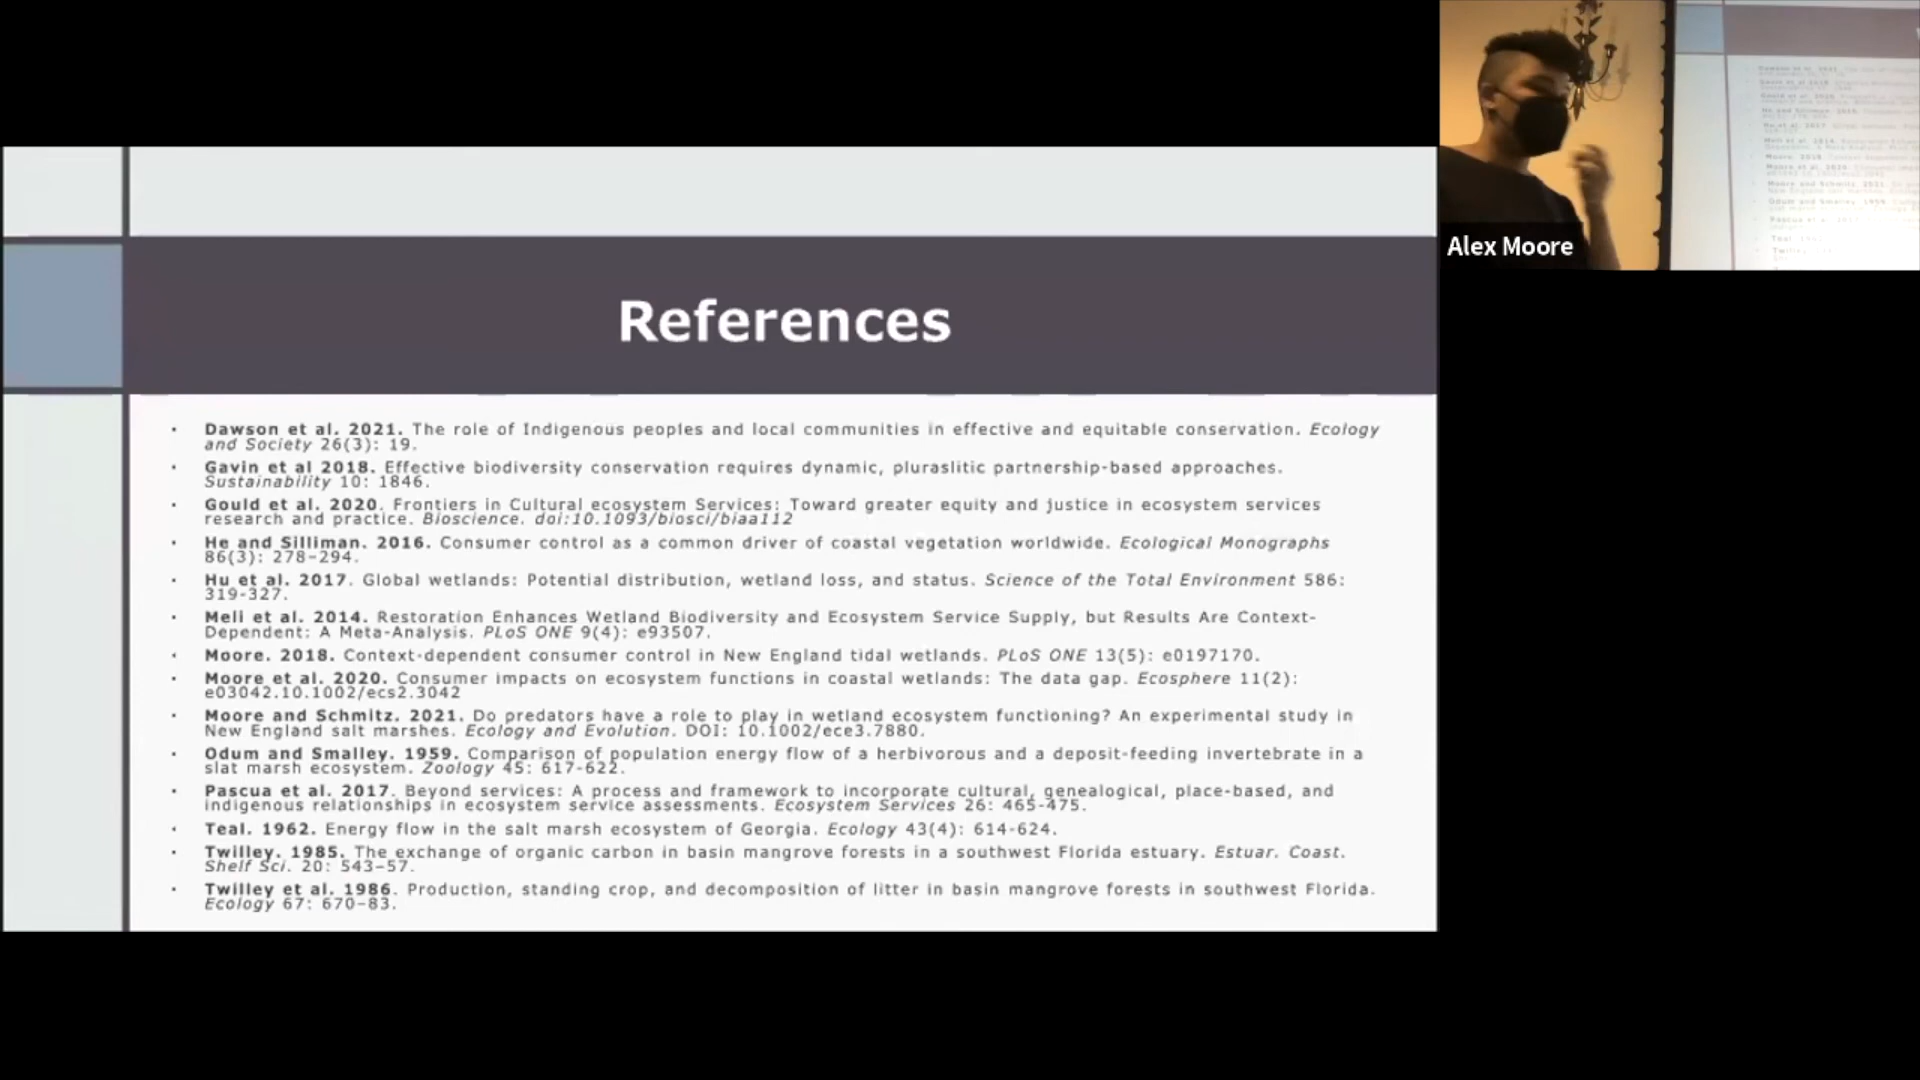 References
• Dawson et al. 2021. The role of Indigenous peoples and local communities in effective and equitable conservation. Ecology
and Society 26(3): 19.
• Gavin et al 2018. Effective biodiversity conservation requires dynamic, pluraslitic partnership-based approaches.
Sustainability 10: 1846.
• Gould et al. 2020. Frontiers in Cultural ecosystem Services: Toward greater equity and justice in ecosystem services
research and practice. Bioscience. doi:10.1093/biosci/biaa112
• He and Silliman. 2016. Consumer control as a common driver of coastal vegetation worldwide. Ecological Monographs
86(3): 278–294.
• Hu et al. 2017. Global wetlands: Potential distribution, wetland loss, and status. Science of the Total Environment 586:
319-327.
• Meli et al. 2014. Restoration Enhances Wetland Biodiversity and Ecosystem Service Supply, but Results Are Context-
Dependent: A Meta-Analysis. PLoS ONE 9(4): e93507.
• Moore. 2018. Context-dependent consumer control in New England tidal wetlands. PLoS ONE 13(5): e0197170.
• Moore et al. 2020. Consumer impacts on ecosystem functions in coastal wetlands: The data gap. Ecosphere 11(2):
e03042.10.1002/ecs2.3042
• Moore and Schmitz. 2021. Do predators have a role to play in wetland ecosystem functioning? An experimental study in
New England salt marshes. Ecology and Evolution. DOI: 10.1002/ece3.7880.
• Odum and Smalley. 1959. Comparison of population energy flow of a herbivorous and a deposit-feeding invertebrate in a
slat marsh ecosystem. Zoology 45: 617-622.
• Pascua et al. 2017. Beyond services: A process and framework to incorporate cultural, genealogical, place-based, and
indigenous relationships in ecosystem service assessments. Ecosystem Services 26: 465-475.
• Teal. 1962. Energy flow in the salt marsh ecosystem of Georgia. Ecology 43(4): 614-624.
• Twilley. 1985. The exchange of organic carbon in basin mangrove forests in a southwest Florida estuary. Estuar. Coast.
Shelf Sci. 20: 543–57.
• Twilley et al. 1986. Production, standing crop, and decomposition of litter in basin mangrove forests in southwest Florida.
Ecology 67: 670–83.
Alex Moore